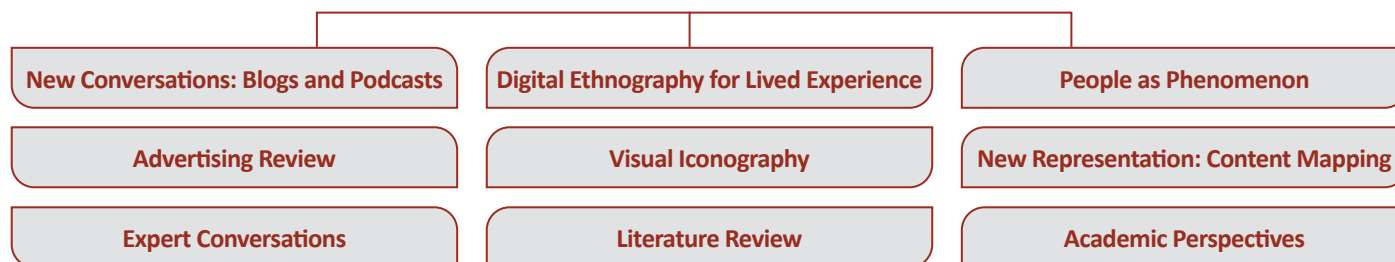 New Conversations: Blogs and Podcasts
Digital Ethnography for Lived Experience
People as Phenomenon
Advertising Review
Visual Iconography
New Representation: Content Mapping
Expert Conversations
Literature Review
Academic Perspectives